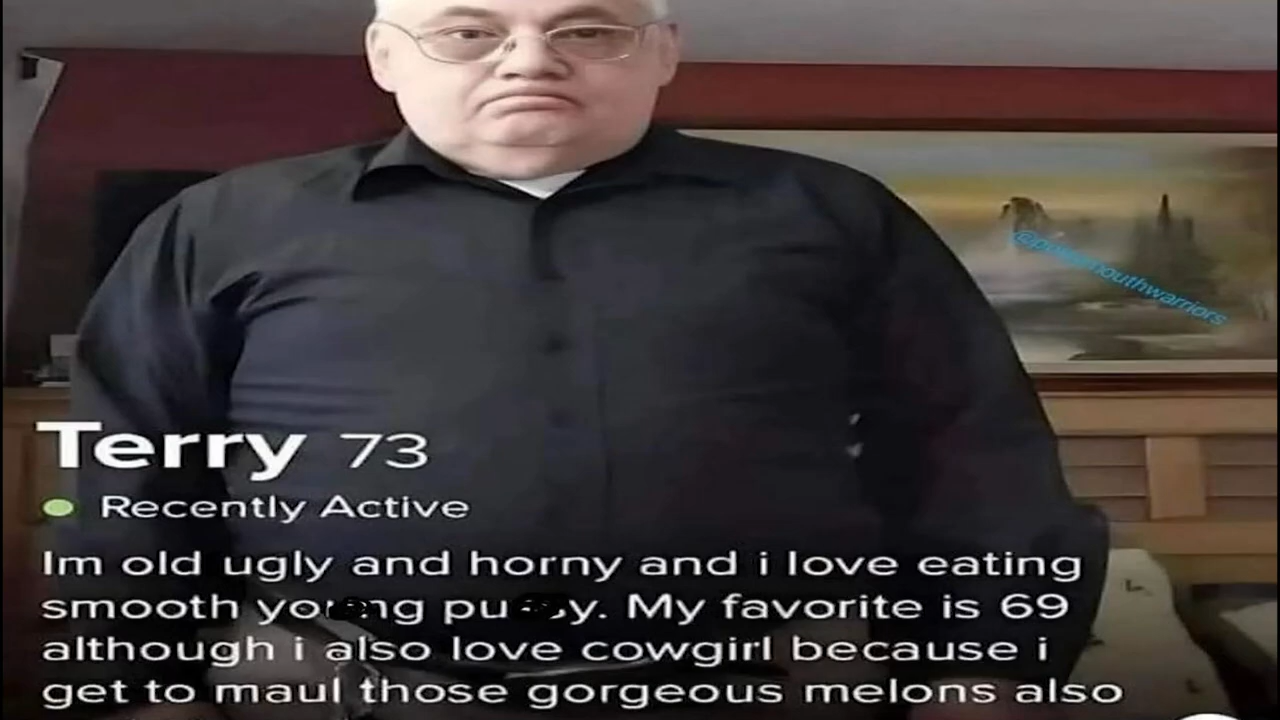 Terry 73
Recently Active
Im old ugly and horny and i love eating
smooth
My favorite is 69
although i also love cowgirl because i
get to maul those gorgeous melons also